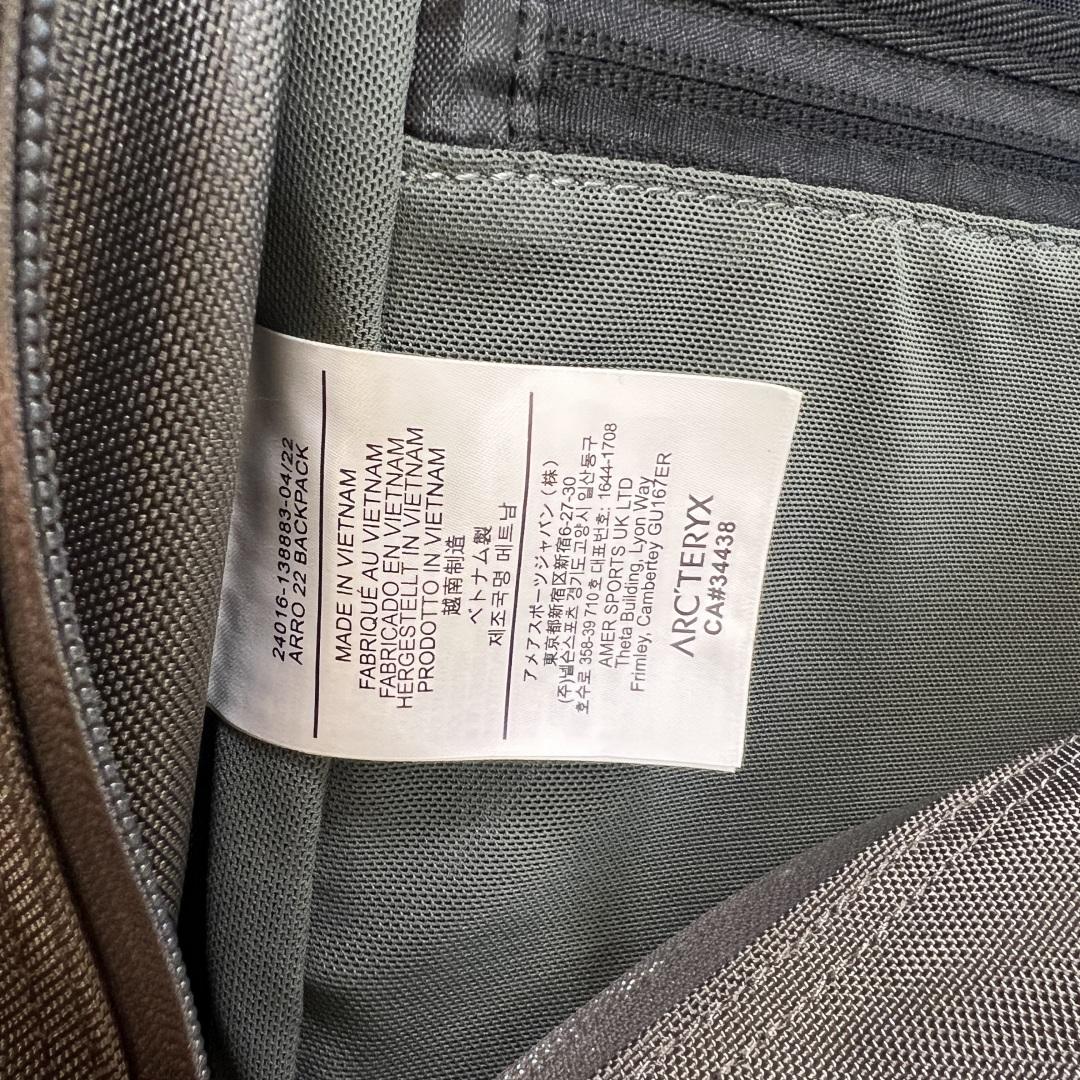 24016-138883-04/22
ARRO 22 BACKPACK
MADE IN VIETNAM
FABRIQUÉ AU VIETNAM
FABRICADO EN VIETNAM
HERGESTELLT IN VIETNAM
PRODOTTO IN VIETNAM
越南制造
ベトナム製
제조국명 메트남
アメアスポーツジャパン（株）
東京都新宿区新宿6-27-30
(주)넬슨스포츠 경기도 고양시 일산동구
호수로 358-39 710호 대표번호: 1644-1708
AMER SPORTS UK LTD
Theta Building, Lyon Way
Frimley, Camberley GU167ER
ARC'TERYX
CA#34438